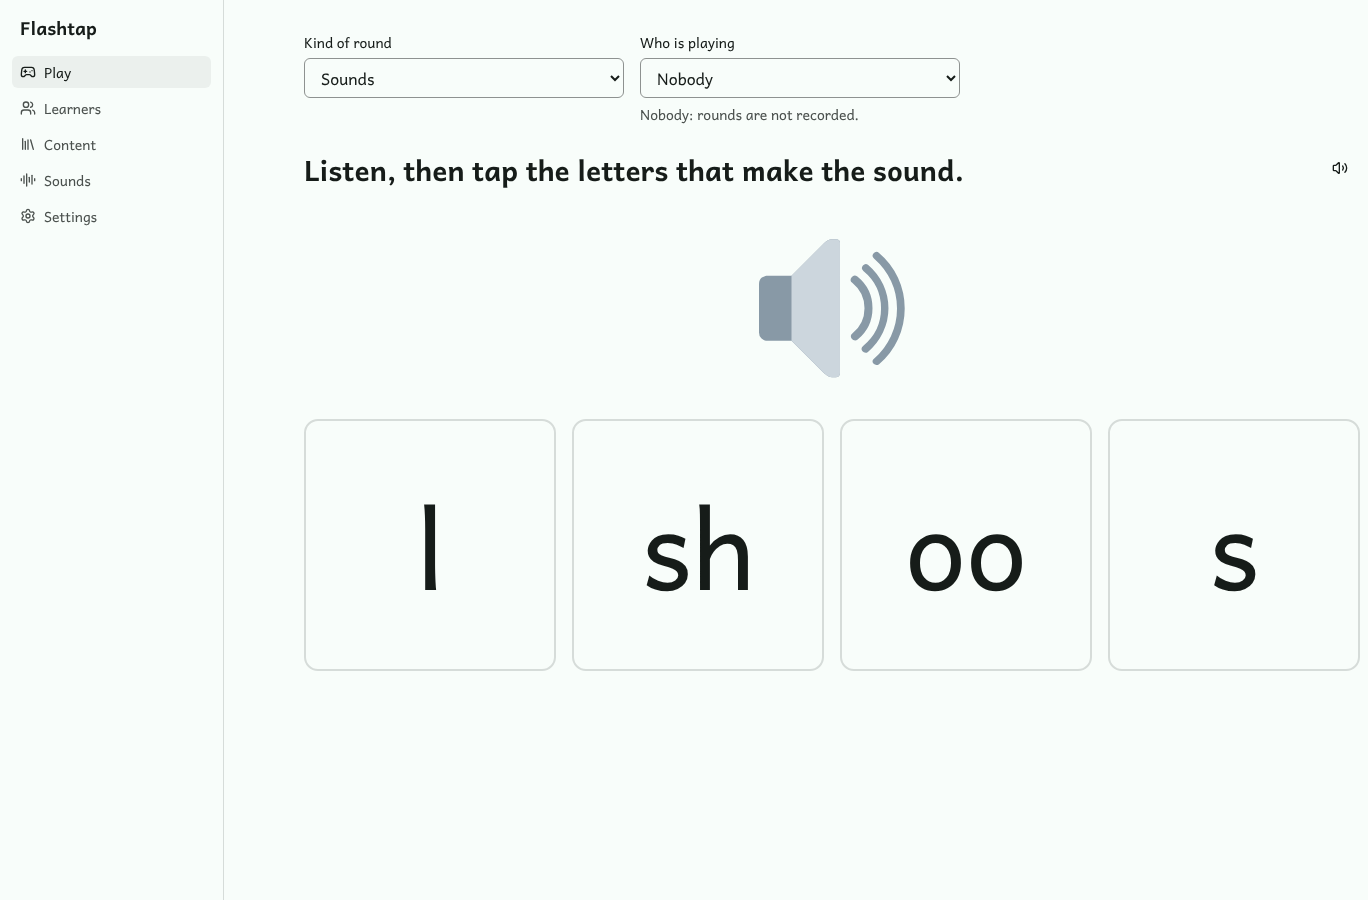 Flashtap
Play
Learners
Content
Sounds
Settings
Kind of round
Sounds
Who is playing
Nobody
Nobody: rounds are not recorded.
Listen, then tap the letters that make the sound.
l
sh
oo
s